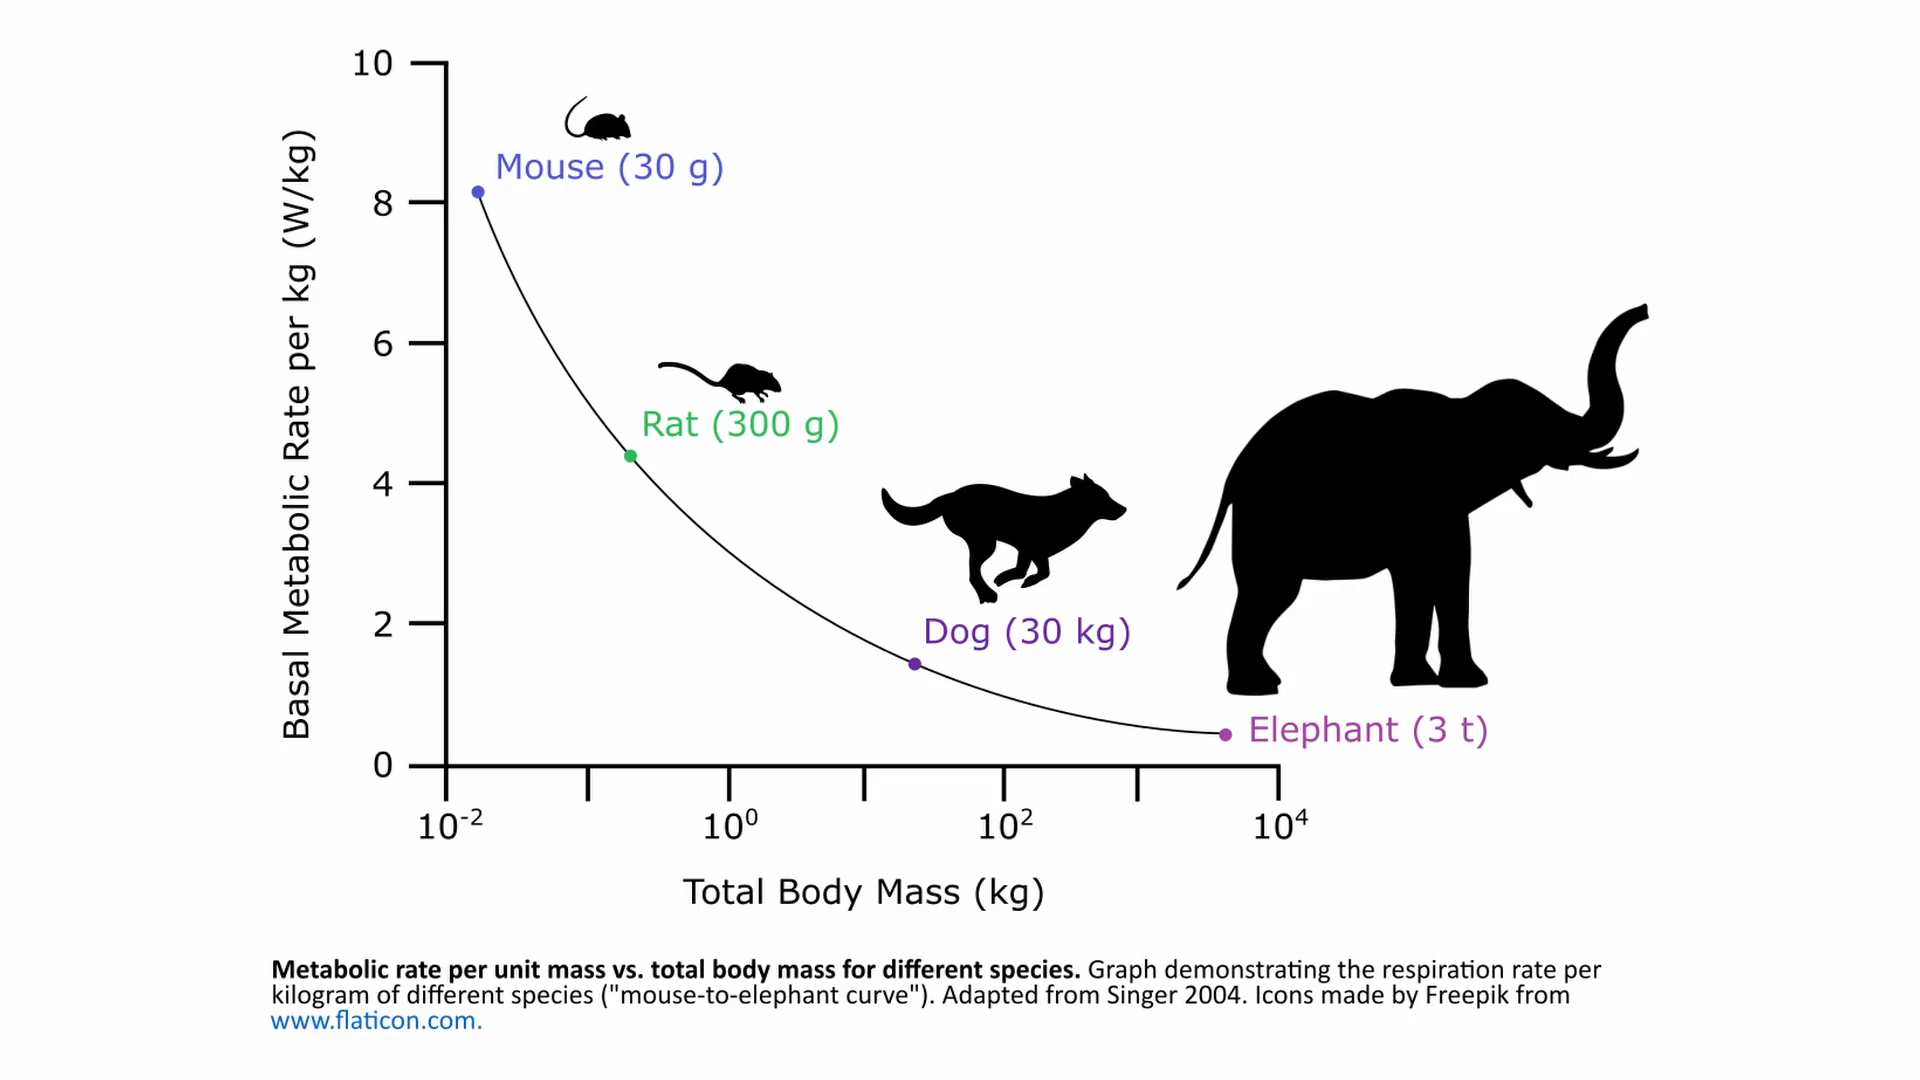 10
Mouse (30 g)
8
Basal Metabolic Rate per kg (W/kg)
6
Rat (300 g)
4
Dog (30 kg)
2
Elephant (3 t)
0
10⁻² 10⁰ 10² 10⁴
Total Body Mass (kg)
Metabolic rate per unit mass vs. total body mass for different species. Graph demonstrating the respiration rate per
kilogram of different species ("mouse-to-elephant curve"). Adapted from Singer 2004. Icons made by Freepik from
www.flaticon.com.